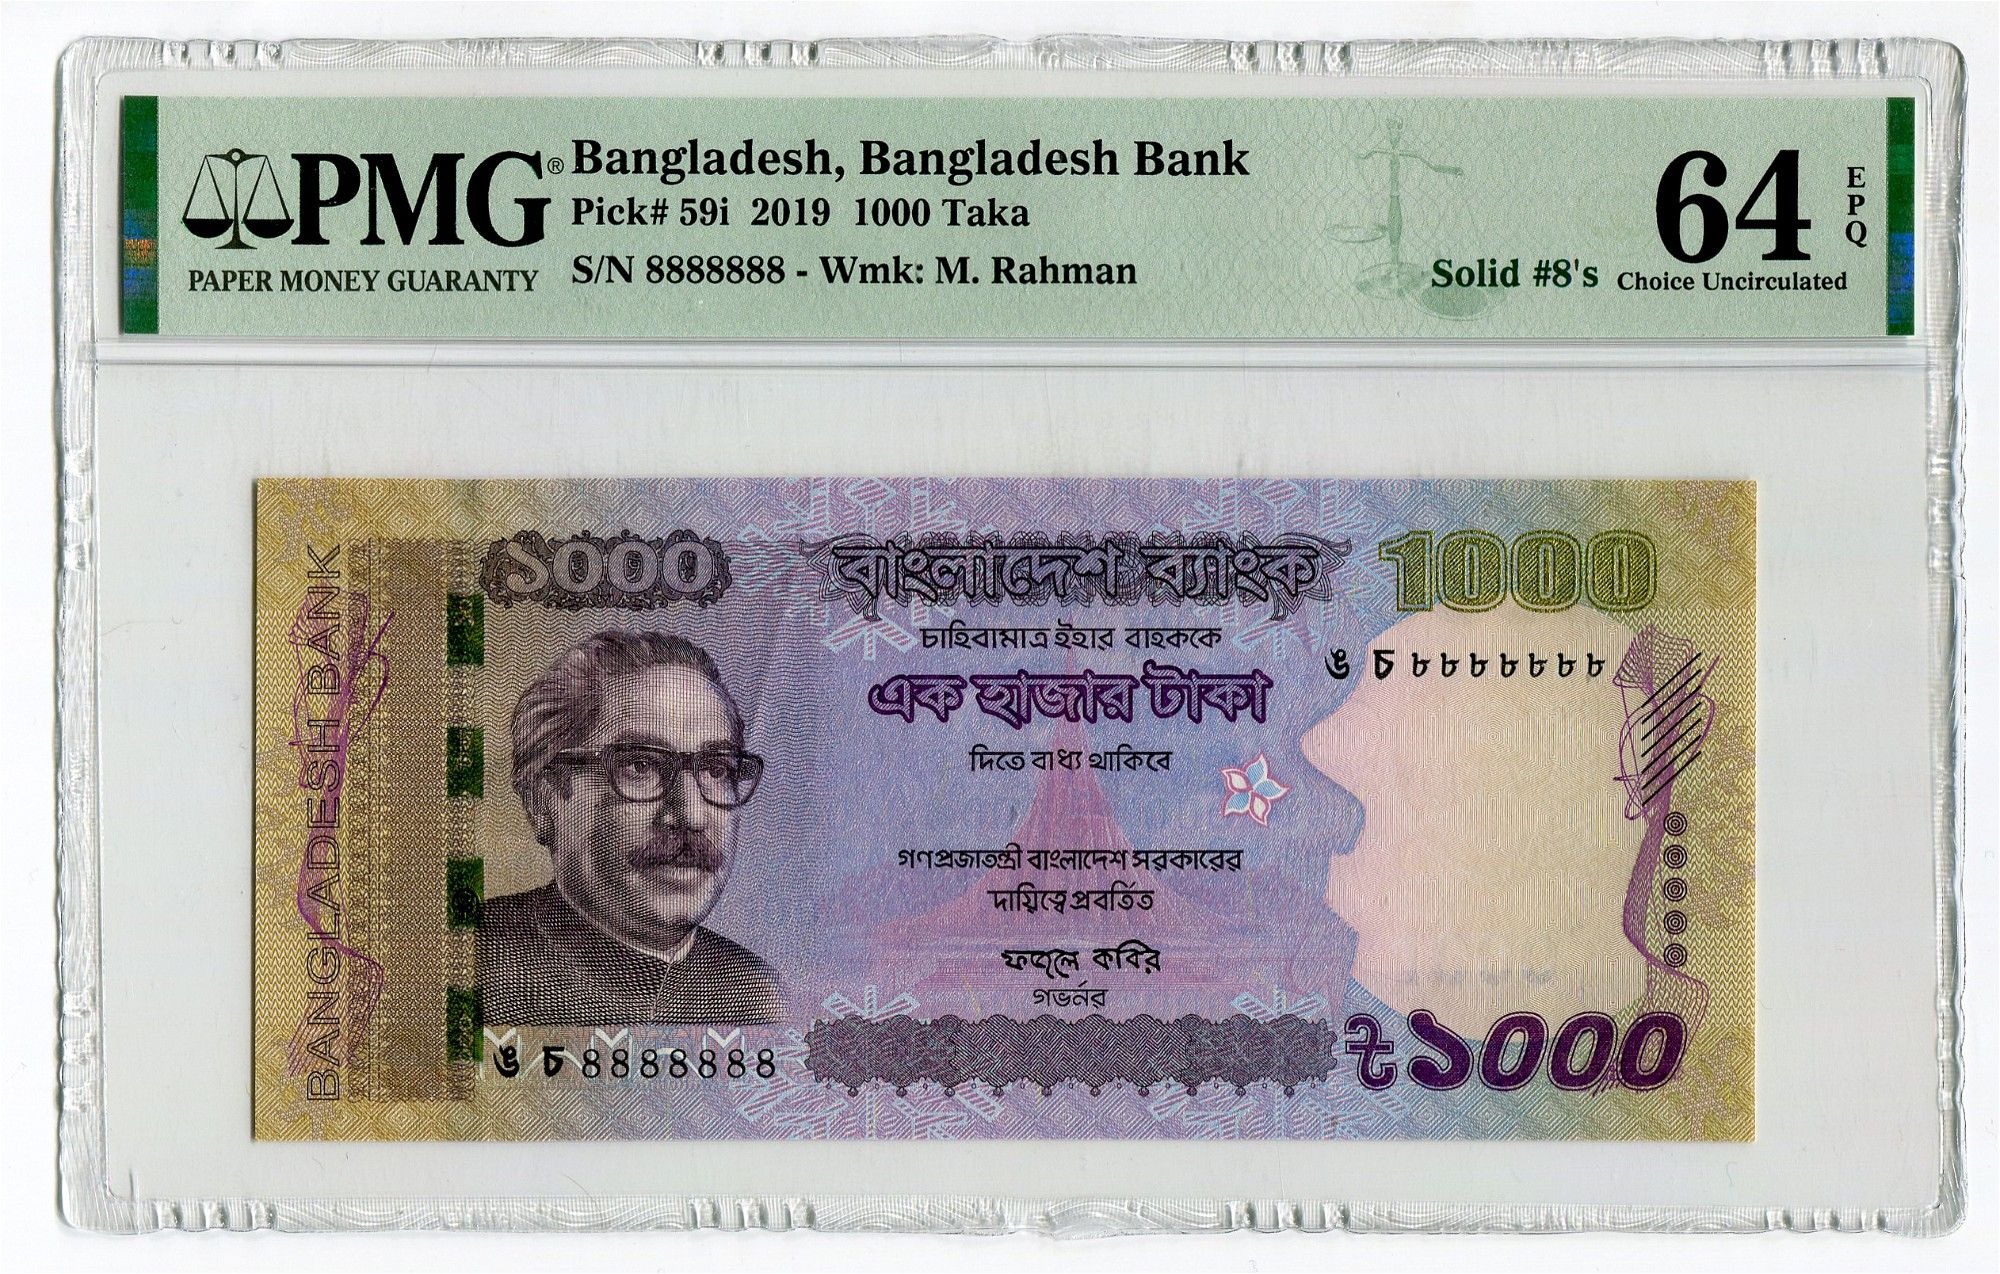 PMG®
PAPER MONEY GUARANTY
Bangladesh, Bangladesh Bank
Pick# 59i 2019 1000 Taka
S/N 8888888 - Wmk: M. Rahman
Solid #8's
64
EPQ
Choice Uncirculated
BANGLADESH BANK
১০০০
বাংলাদেশ ব্যাংক
1000
চাহিবামাত্র ইহার বাহককে
ঙ চ ৮৮৮৮৮৮৮
এক হাজার টাকা
দিতে বাধ্য থাকিবে
গণপ্রজাতন্ত্রী বাংলাদেশ সরকারের
দায়িত্বে প্রবর্তিত
ফজলে কবির
গভর্নর
ঙ চ 8888888
৳১০০০